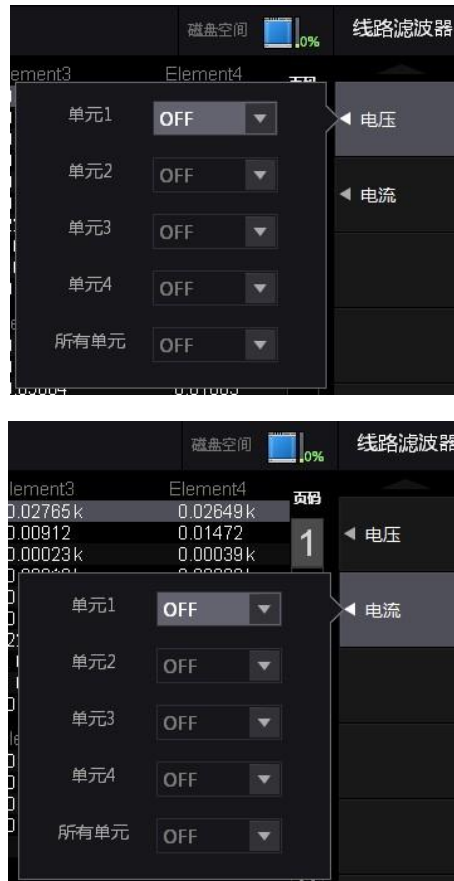 磁盘空间 0% 线路滤波器
Element4
单元1 OFF 电压
单元2 OFF
电流
单元3 OFF
单元4 OFF
所有单元 OFF
磁盘空间 0% 线路滤波器
lement3 Element4 页码
0.02765k 0.02649k
0.00912 0.01472 1 电压
0.00023k 0.00039k
单元1 OFF 电流
单元2 OFF
单元3 OFF
单元4 OFF
所有单元 OFF